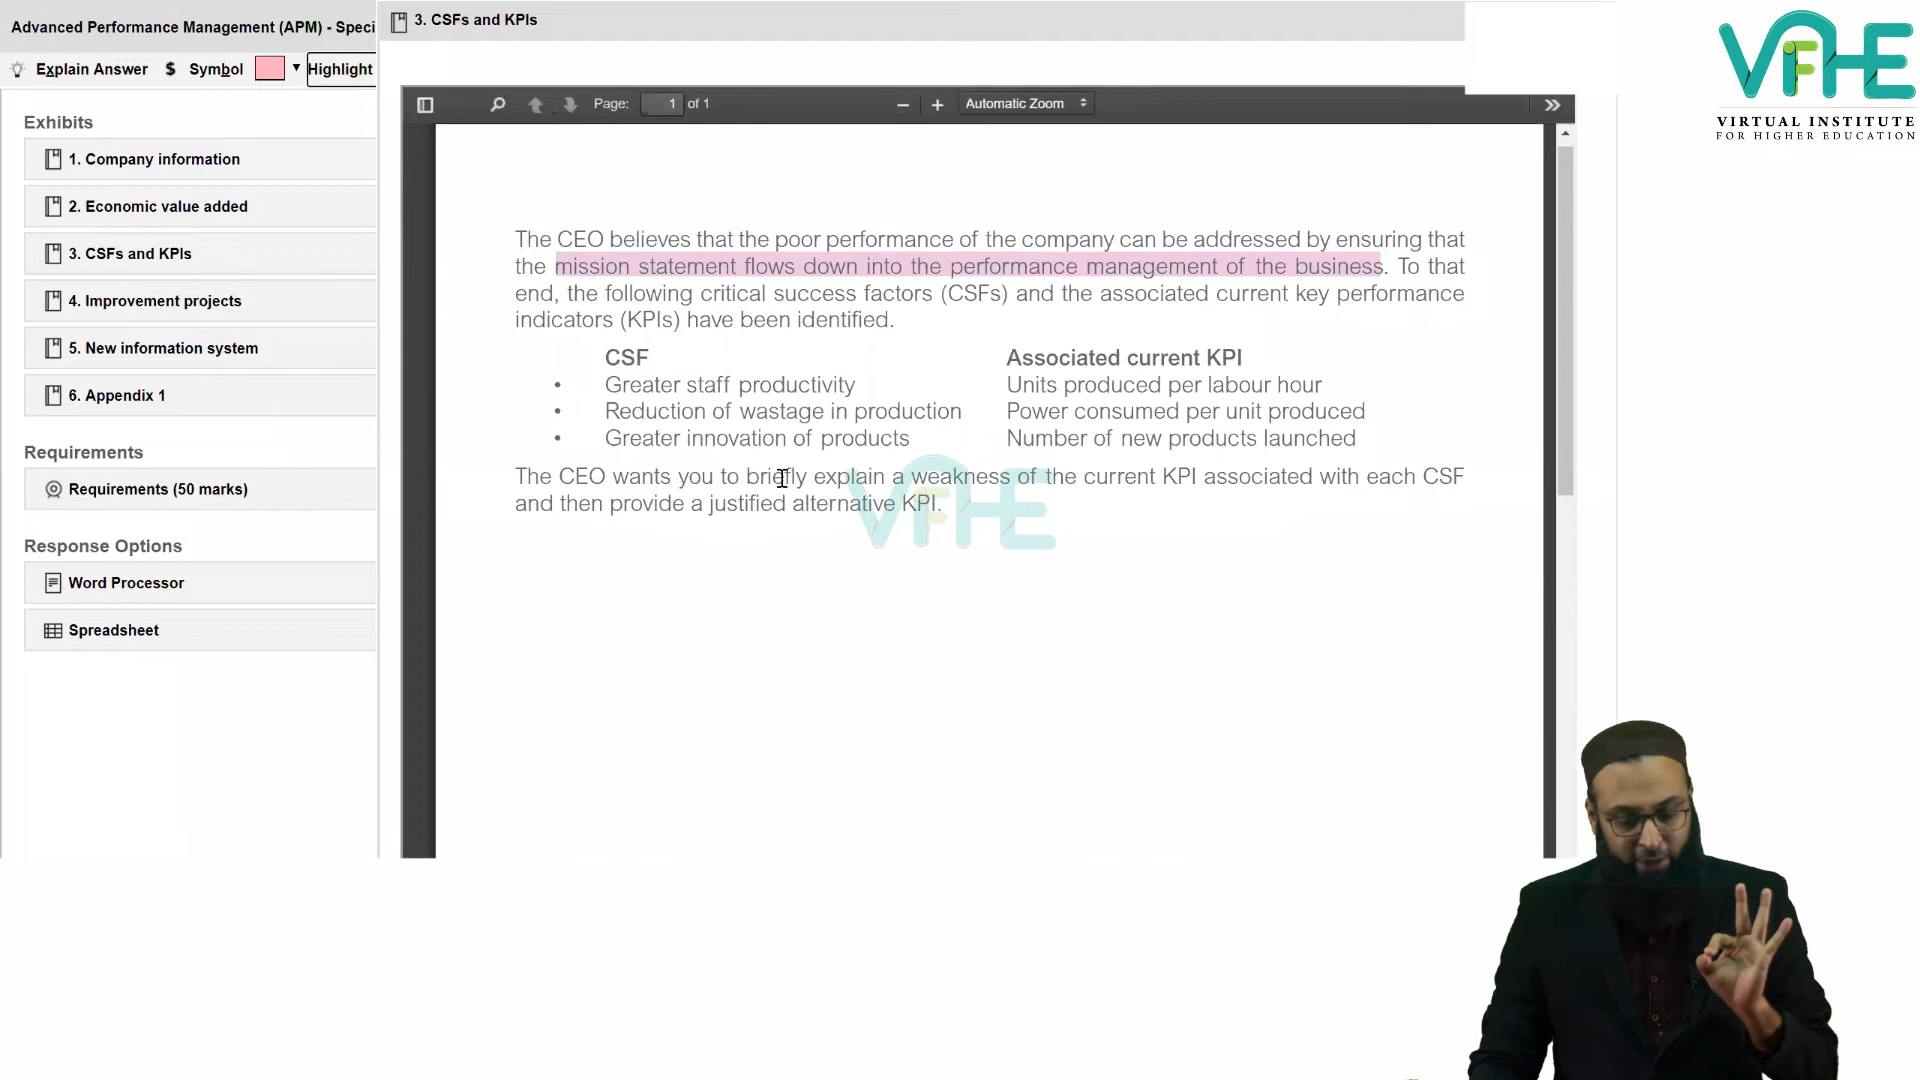 Advanced Performance Management (APM) - Speci
3. CSFs and KPIs
VIFHE
VIRTUAL INSTITUTE
FOR HIGHER EDUCATION
Explain Answer $ Symbol Highlight
Page: 1 of 1 Automatic Zoom
Exhibits
1. Company information
2. Economic value added
3. CSFs and KPIs
4. Improvement projects
5. New information system
6. Appendix 1
Requirements
Requirements (50 marks)
Response Options
Word Processor
Spreadsheet
The CEO believes that the poor performance of the company can be addressed by ensuring that
the mission statement flows down into the performance management of the business. To that
end, the following critical success factors (CSFs) and the associated current key performance
indicators (KPIs) have been identified.
CSF Associated current KPI
• Greater staff productivity Units produced per labour hour
• Reduction of wastage in production Power consumed per unit produced
• Greater innovation of products Number of new products launched
The CEO wants you to briefly explain a weakness of the current KPI associated with each CSF
and then provide a justified alternative KPI.
VIFHE